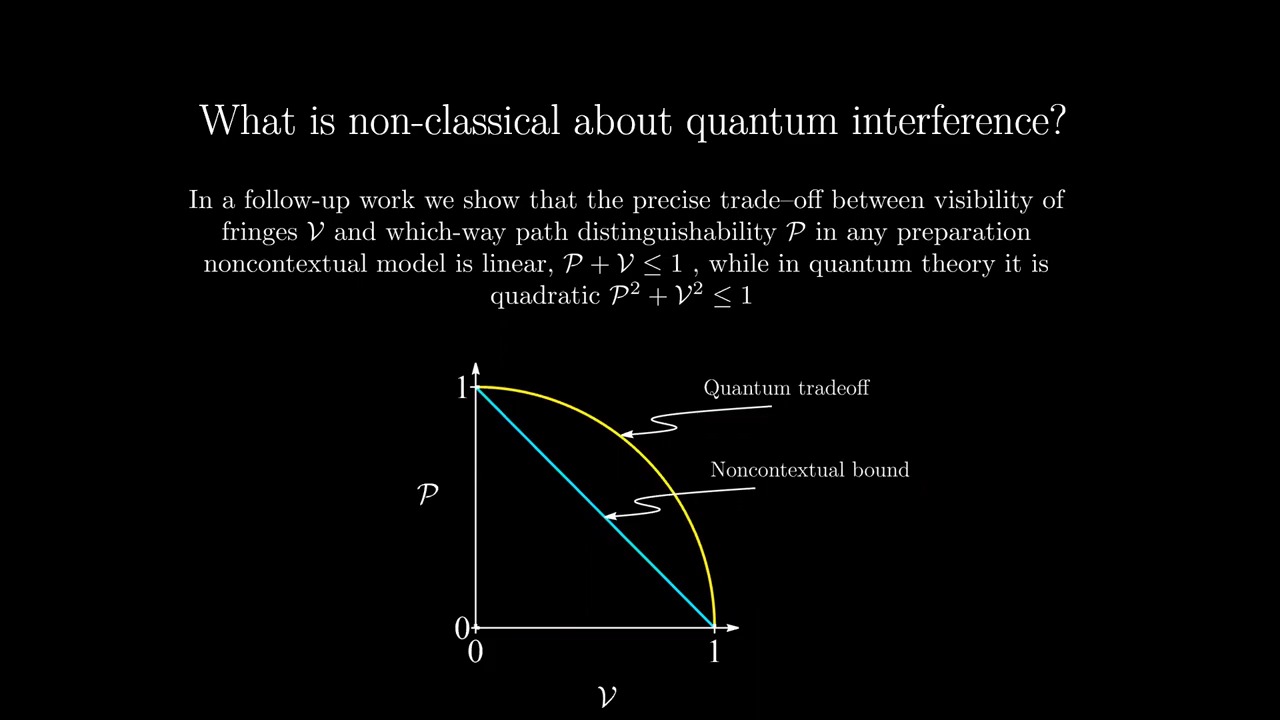 What is non-classical about quantum interference?
In a follow-up work we show that the precise trade–off between visibility of
fringes 𝒱 and which-way path distinguishability 𝒫 in any preparation
noncontextual model is linear, 𝒫 + 𝒱 ≤ 1 , while in quantum theory it is
quadratic 𝒫² + 𝒱² ≤ 1
1
Quantum tradeoff
Noncontextual bound
𝒫
0
0
1
𝒱